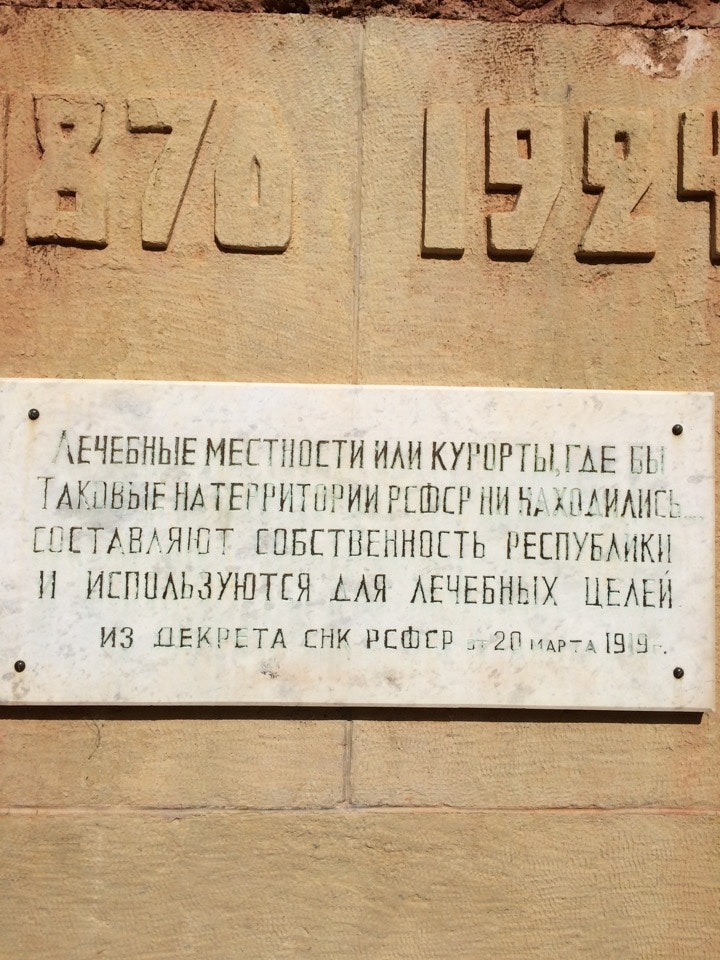 1870 1924
ЛЕЧЕБНЫЕ МЕСТНОСТИ ИЛИ КУРОРТЫ, ГДЕ БЫ
ТАКОВЫЕ НА ТЕРРИТОРИИ РСФСР НИ НАХОДИЛИСЬ
СОСТАВЛЯЮТ СОБСТВЕННОСТЬ РЕСПУБЛИКИ
И ИСПОЛЬЗУЮТСЯ ДЛЯ ЛЕЧЕБНЫХ ЦЕЛЕЙ
ИЗ ДЕКРЕТА СНК РСФСР ОТ 20 МАРТА 1919 г.